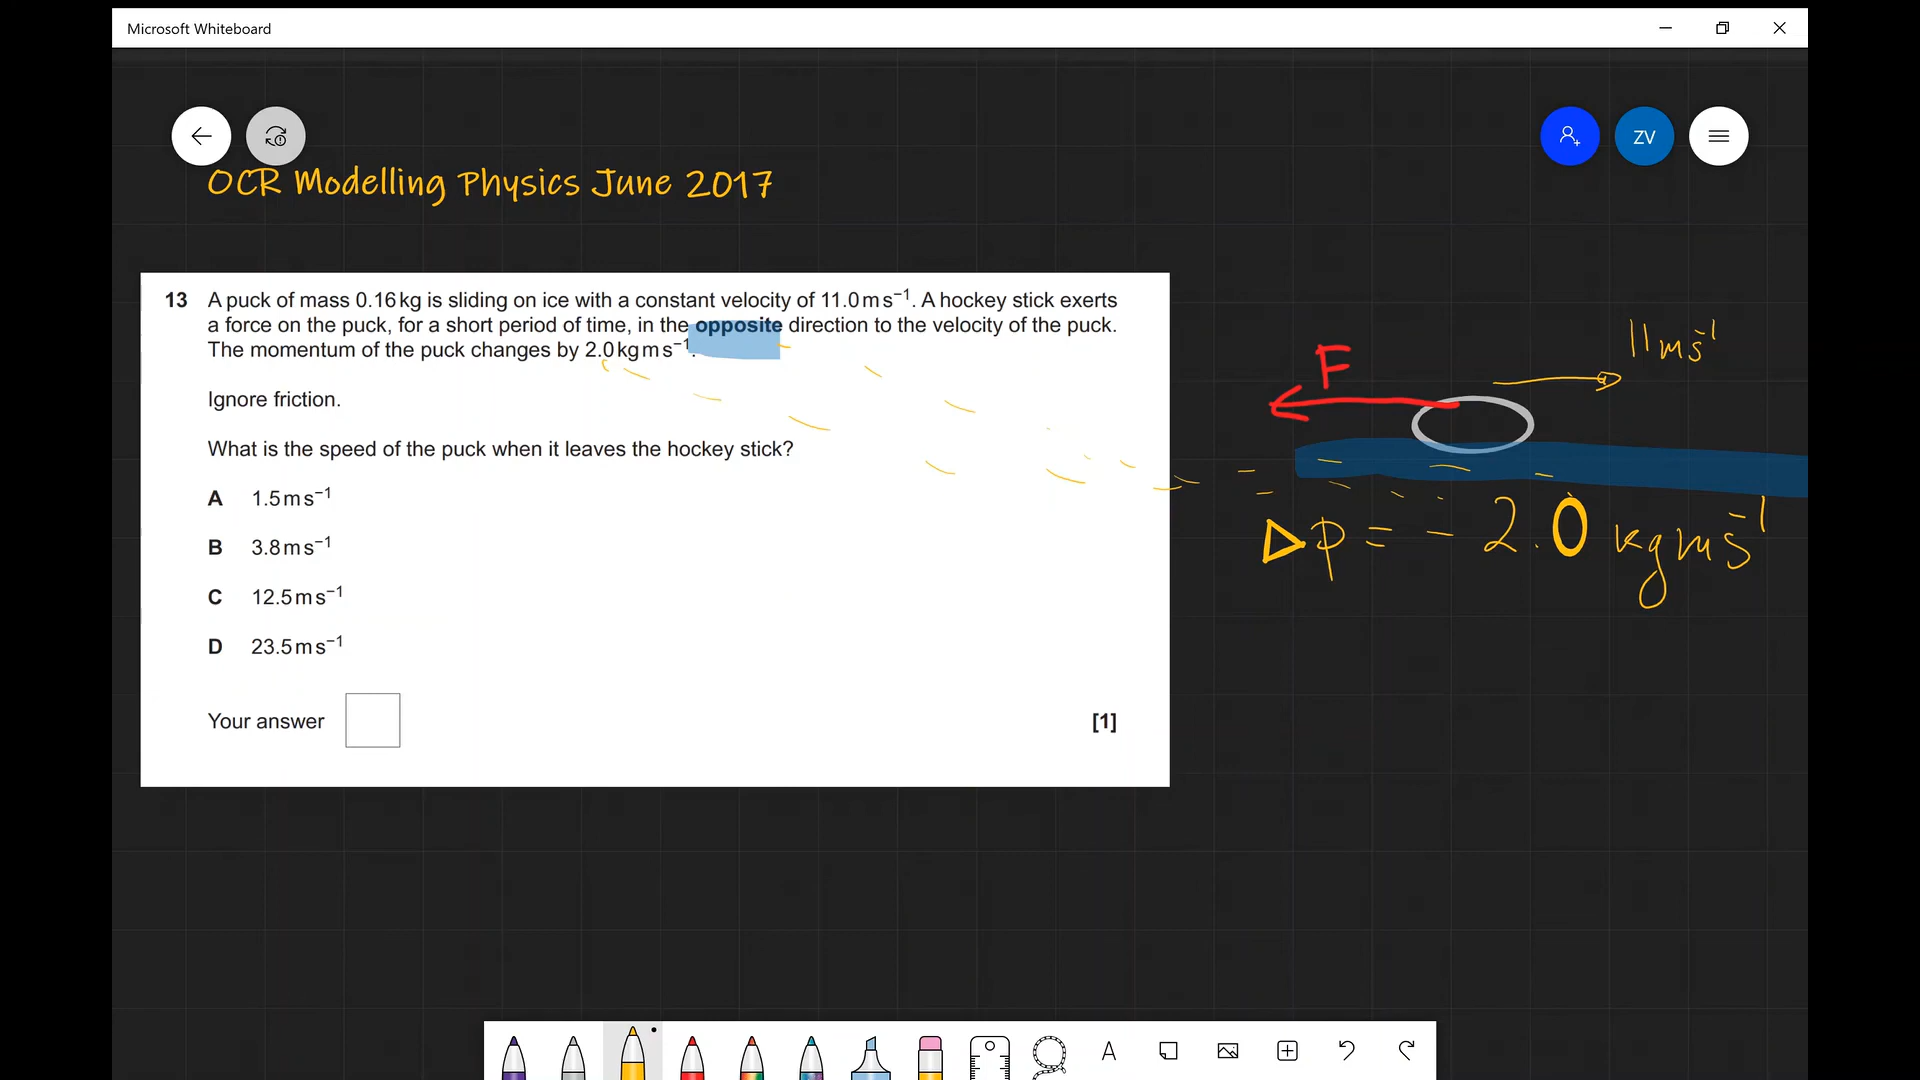 Microsoft Whiteboard
ZV
OCR Modelling Physics June 2017
13 A puck of mass 0.16 kg is sliding on ice with a constant velocity of 11.0 m s⁻¹. A hockey stick exerts
a force on the puck, for a short period of time, in the opposite direction to the velocity of the puck.
The momentum of the puck changes by 2.0 kg m s⁻¹.
Ignore friction.
What is the speed of the puck when it leaves the hockey stick?
A 1.5 m s⁻¹
B 3.8 m s⁻¹
C 12.5 m s⁻¹
D 23.5 m s⁻¹
Your answer
[1]
11 ms⁻¹
F
Δp = - 2.0 kgms⁻¹
A